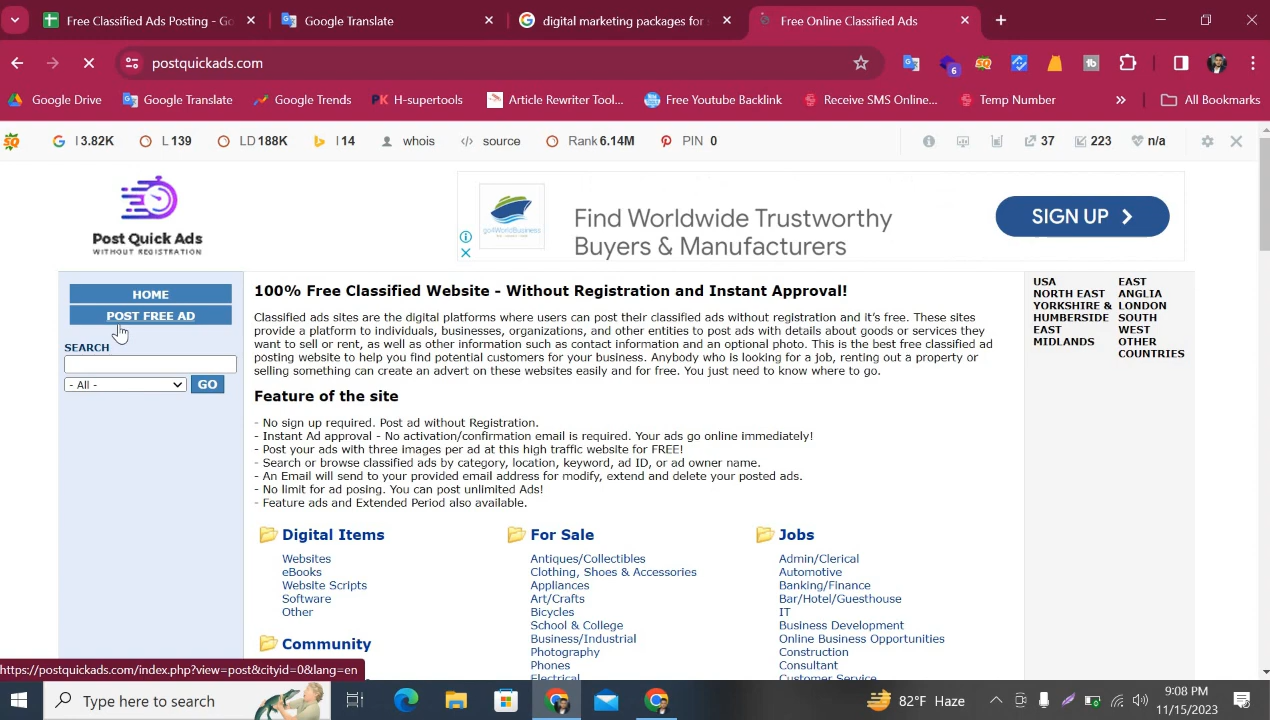 Free Classified Ads Posting - Go
Google Translate
digital marketing packages for s
Free Online Classified Ads
postquickads.com
6
Google Drive
Google Translate
Google Trends
PK H-supertools
Article Rewriter Tool...
Free Youtube Backlink
Receive SMS Online...
Temp Number
»
All Bookmarks
I 3.82K
L 139
LD 188K
I 14
whois
source
Rank 6.14M
PIN 0
37
223
n/a
Post Quick Ads
WITHOUT REGISTRATION
go4WorldBusiness
Find Worldwide Trustworthy
Buyers & Manufacturers
SIGN UP
HOME
POST FREE AD
SEARCH
- All -
GO
100% Free Classified Website - Without Registration and Instant Approval!
Classified ads sites are the digital platforms where users can post their classified ads without registration and it's free. These sites
provide a platform to individuals, businesses, organizations, and other entities to post ads with details about goods or services they
want to sell or rent, as well as other information such as contact information and an optional photo. This is the best free classified ad
posting website to help you find potential customers for your business. Anybody who is looking for a job, renting out a property or
selling something can create an advert on these websites easily and for free. You just need to know where to go.
Feature of the site
- No sign up required. Post ad without Registration.
- Instant Ad approval - No activation/confirmation email is required. Your ads go online immediately!
- Post your ads with three images per ad at this high traffic website for FREE!
- Search or browse classified ads by category, location, keyword, ad ID, or ad owner name.
- An Email will send to your provided email address for modify, extend and delete your posted ads.
- No limit for ad posing. You can post unlimited Ads!
- Feature ads and Extended Period also available.
Digital Items
Websites
eBooks
Website Scripts
Software
Other
Community
For Sale
Antiques/Collectibles
Clothing, Shoes & Accessories
Appliances
Art/Crafts
Bicycles
School & College
Business/Industrial
Photography
Phones
Electrical
Jobs
Admin/Clerical
Automotive
Banking/Finance
Bar/Hotel/Guesthouse
IT
Business Development
Online Business Opportunities
Construction
Consultant
Customer Service
USA
NORTH EAST
YORKSHIRE &
HUMBERSIDE
EAST
MIDLANDS
EAST
ANGLIA
LONDON
SOUTH
WEST
OTHER
COUNTRIES
https://postquickads.com/index.php?view=post&cityid=0&lang=en
Type here to search
82°F Haze
9:08 PM
11/15/2023